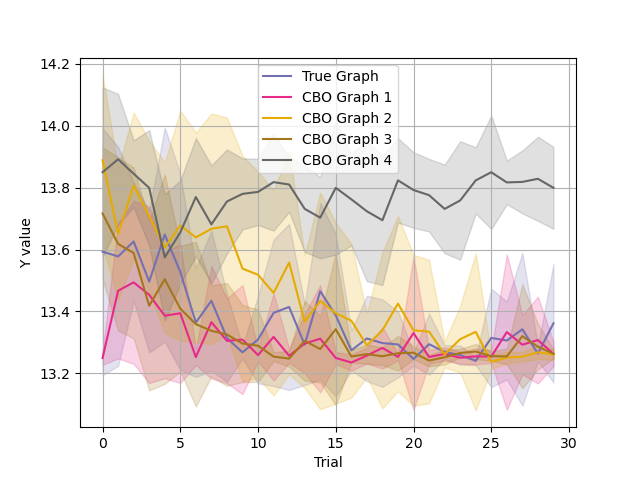 14.2
14.0
13.8
13.6
13.4
13.2
Y value
True Graph
CBO Graph 1
CBO Graph 2
CBO Graph 3
CBO Graph 4
0 5 10 15 20 25 30
Trial